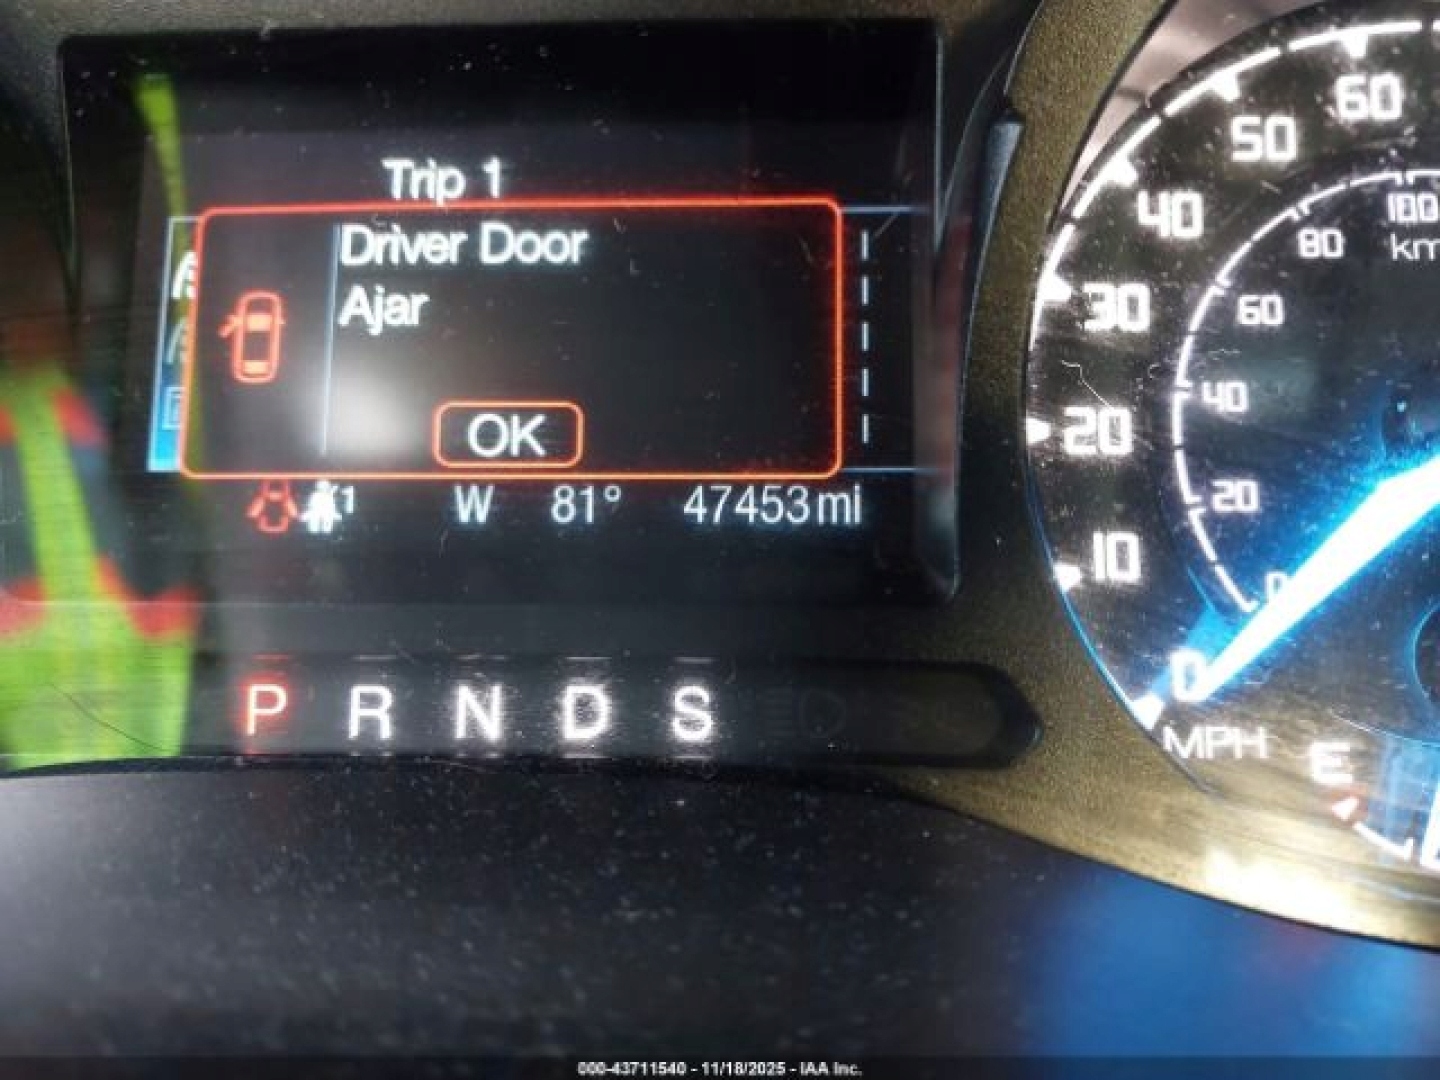 Trip 1
Driver Door
Ajar
OK
1 W 81° 47453 mi
P R N D S
60
50
40
30
20
10
0
MPH
100
80
km
60
40
20
0
E
000-43711540 - 11/18/2025 - IAA Inc.